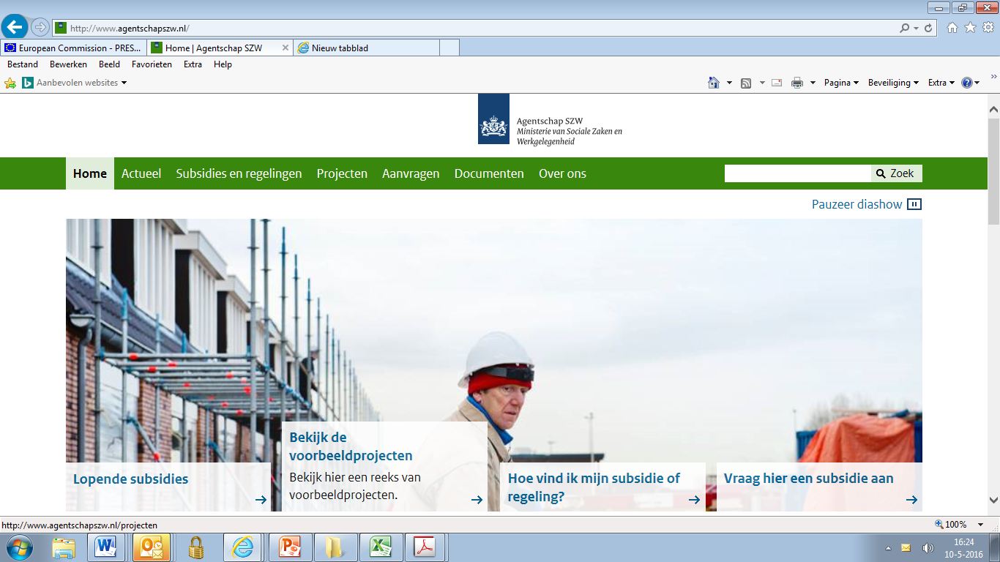 http://www.agentschapszw.nl/
European Commission - PRES...
Home | Agentschap SZW
Nieuw tabblad
Bestand Bewerken Beeld Favorieten Extra Help
Aanbevolen websites
Pagina Beveiliging Extra
Agentschap SZW
Ministerie van Sociale Zaken en
Werkgelegenheid
Home Actueel Subsidies en regelingen Projecten Aanvragen Documenten Over ons Zoek
Pauzeer diashow
Lopende subsidies
Bekijk de
voorbeeldprojecten
Bekijk hier een reeks van
voorbeeldprojecten.
Hoe vind ik mijn subsidie of
regeling?
Vraag hier een subsidie aan
http://www.agentschapszw.nl/projecten
100%
16:24
10-5-2016